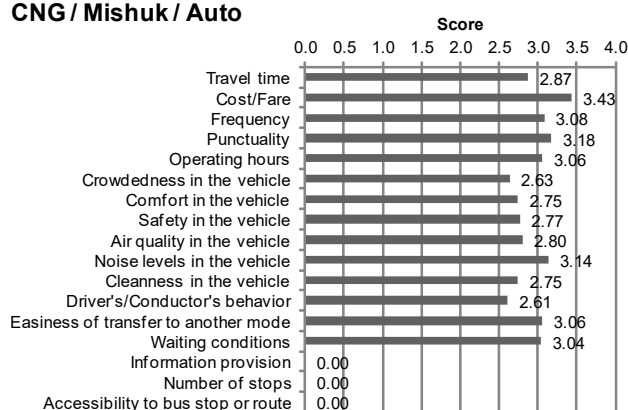 CNG / Mishuk / Auto
Score
0.0 0.5 1.0 1.5 2.0 2.5 3.0 3.5 4.0
Travel time 2.87
Cost/Fare 3.43
Frequency 3.08
Punctuality 3.18
Operating hours 3.06
Crowdedness in the vehicle 2.63
Comfort in the vehicle 2.75
Safety in the vehicle 2.77
Air quality in the vehicle 2.80
Noise levels in the vehicle 3.14
Cleanness in the vehicle 2.75
Driver's/Conductor's behavior 2.61
Easiness of transfer to another mode 3.06
Waiting conditions 3.04
Information provision 0.00
Number of stops 0.00
Accessibility to bus stop or route 0.00